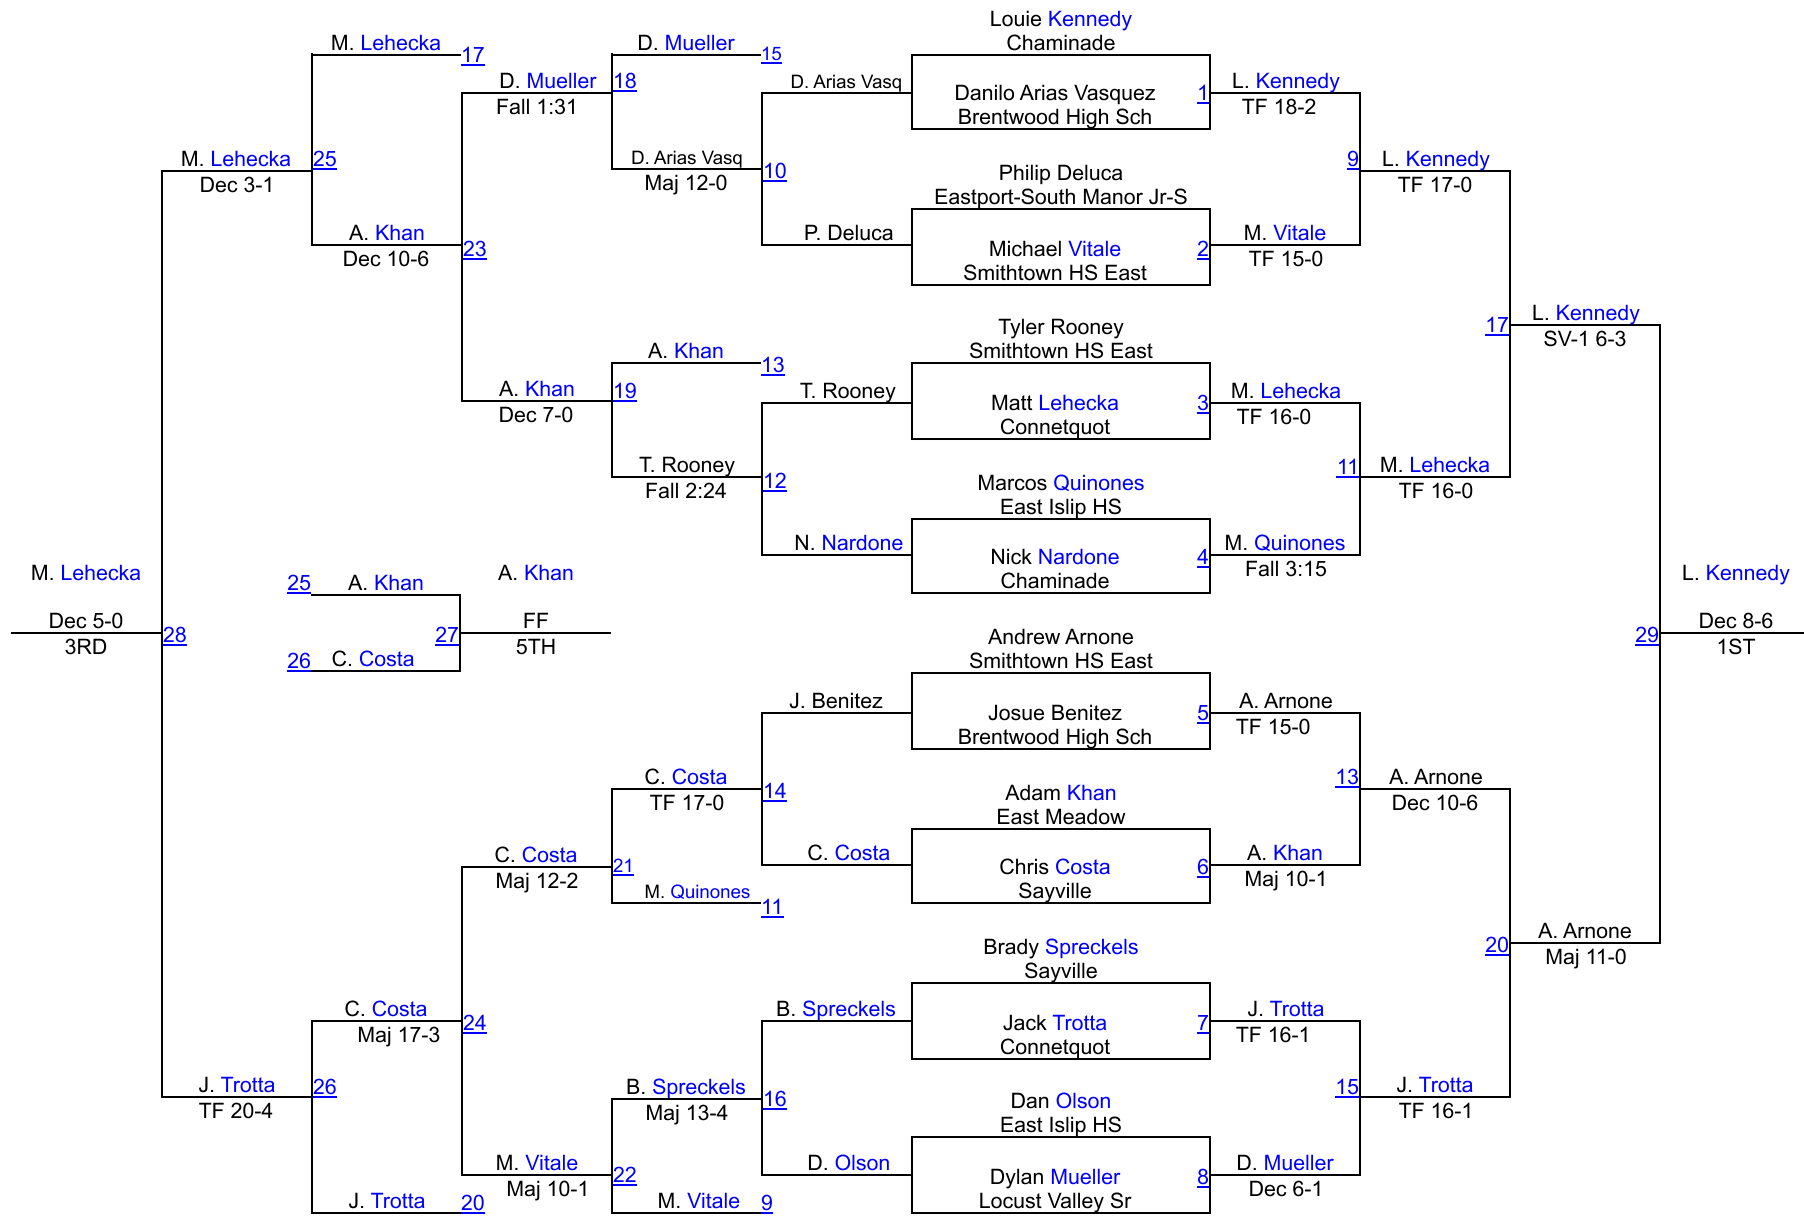 Louie Kennedy
Chaminade
M. Lehecka
17
D. Mueller
15
D. Mueller
18
Fall 1:31
D. Arias Vasq
Danilo Arias Vasquez
Brentwood High Sch
1
L. Kennedy
TF 18-2
M. Lehecka
25
Dec 3-1
D. Arias Vasq
Maj 12-0
10
Philip Deluca
Eastport-South Manor Jr-S
9
L. Kennedy
TF 17-0
A. Khan
Dec 10-6
23
P. Deluca
Michael Vitale
Smithtown HS East
2
M. Vitale
TF 15-0
Tyler Rooney
Smithtown HS East
17
L. Kennedy
SV-1 6-3
A. Khan
13
A. Khan
19
Dec 7-0
T. Rooney
Matt Lehecka
Connetquot
3
M. Lehecka
TF 16-0
T. Rooney
Fall 2:24
12
Marcos Quinones
East Islip HS
11
M. Lehecka
TF 16-0
N. Nardone
Nick Nardone
Chaminade
4
M. Quinones
Fall 3:15
M. Lehecka
Dec 5-0
3RD
28
25
A. Khan
26
C. Costa
27
A. Khan
FF
5TH
L. Kennedy
29
Dec 8-6
1ST
Andrew Arnone
Smithtown HS East
J. Benitez
Josue Benitez
Brentwood High Sch
5
A. Arnone
TF 15-0
C. Costa
TF 17-0
14
Adam Khan
East Meadow
13
A. Arnone
Dec 10-6
C. Costa
Maj 12-2
21
M. Quinones
11
C. Costa
Chris Costa
Sayville
6
A. Khan
Maj 10-1
Brady Spreckels
Sayville
20
A. Arnone
Maj 11-0
C. Costa
Maj 17-3
24
B. Spreckels
Jack Trotta
Connetquot
7
J. Trotta
TF 16-1
J. Trotta
TF 20-4
26
B. Spreckels
Maj 13-4
16
Dan Olson
East Islip HS
15
J. Trotta
TF 16-1
M. Vitale
Maj 10-1
22
D. Olson
Dylan Mueller
Locust Valley Sr
8
D. Mueller
Dec 6-1
J. Trotta
20
M. Vitale
9